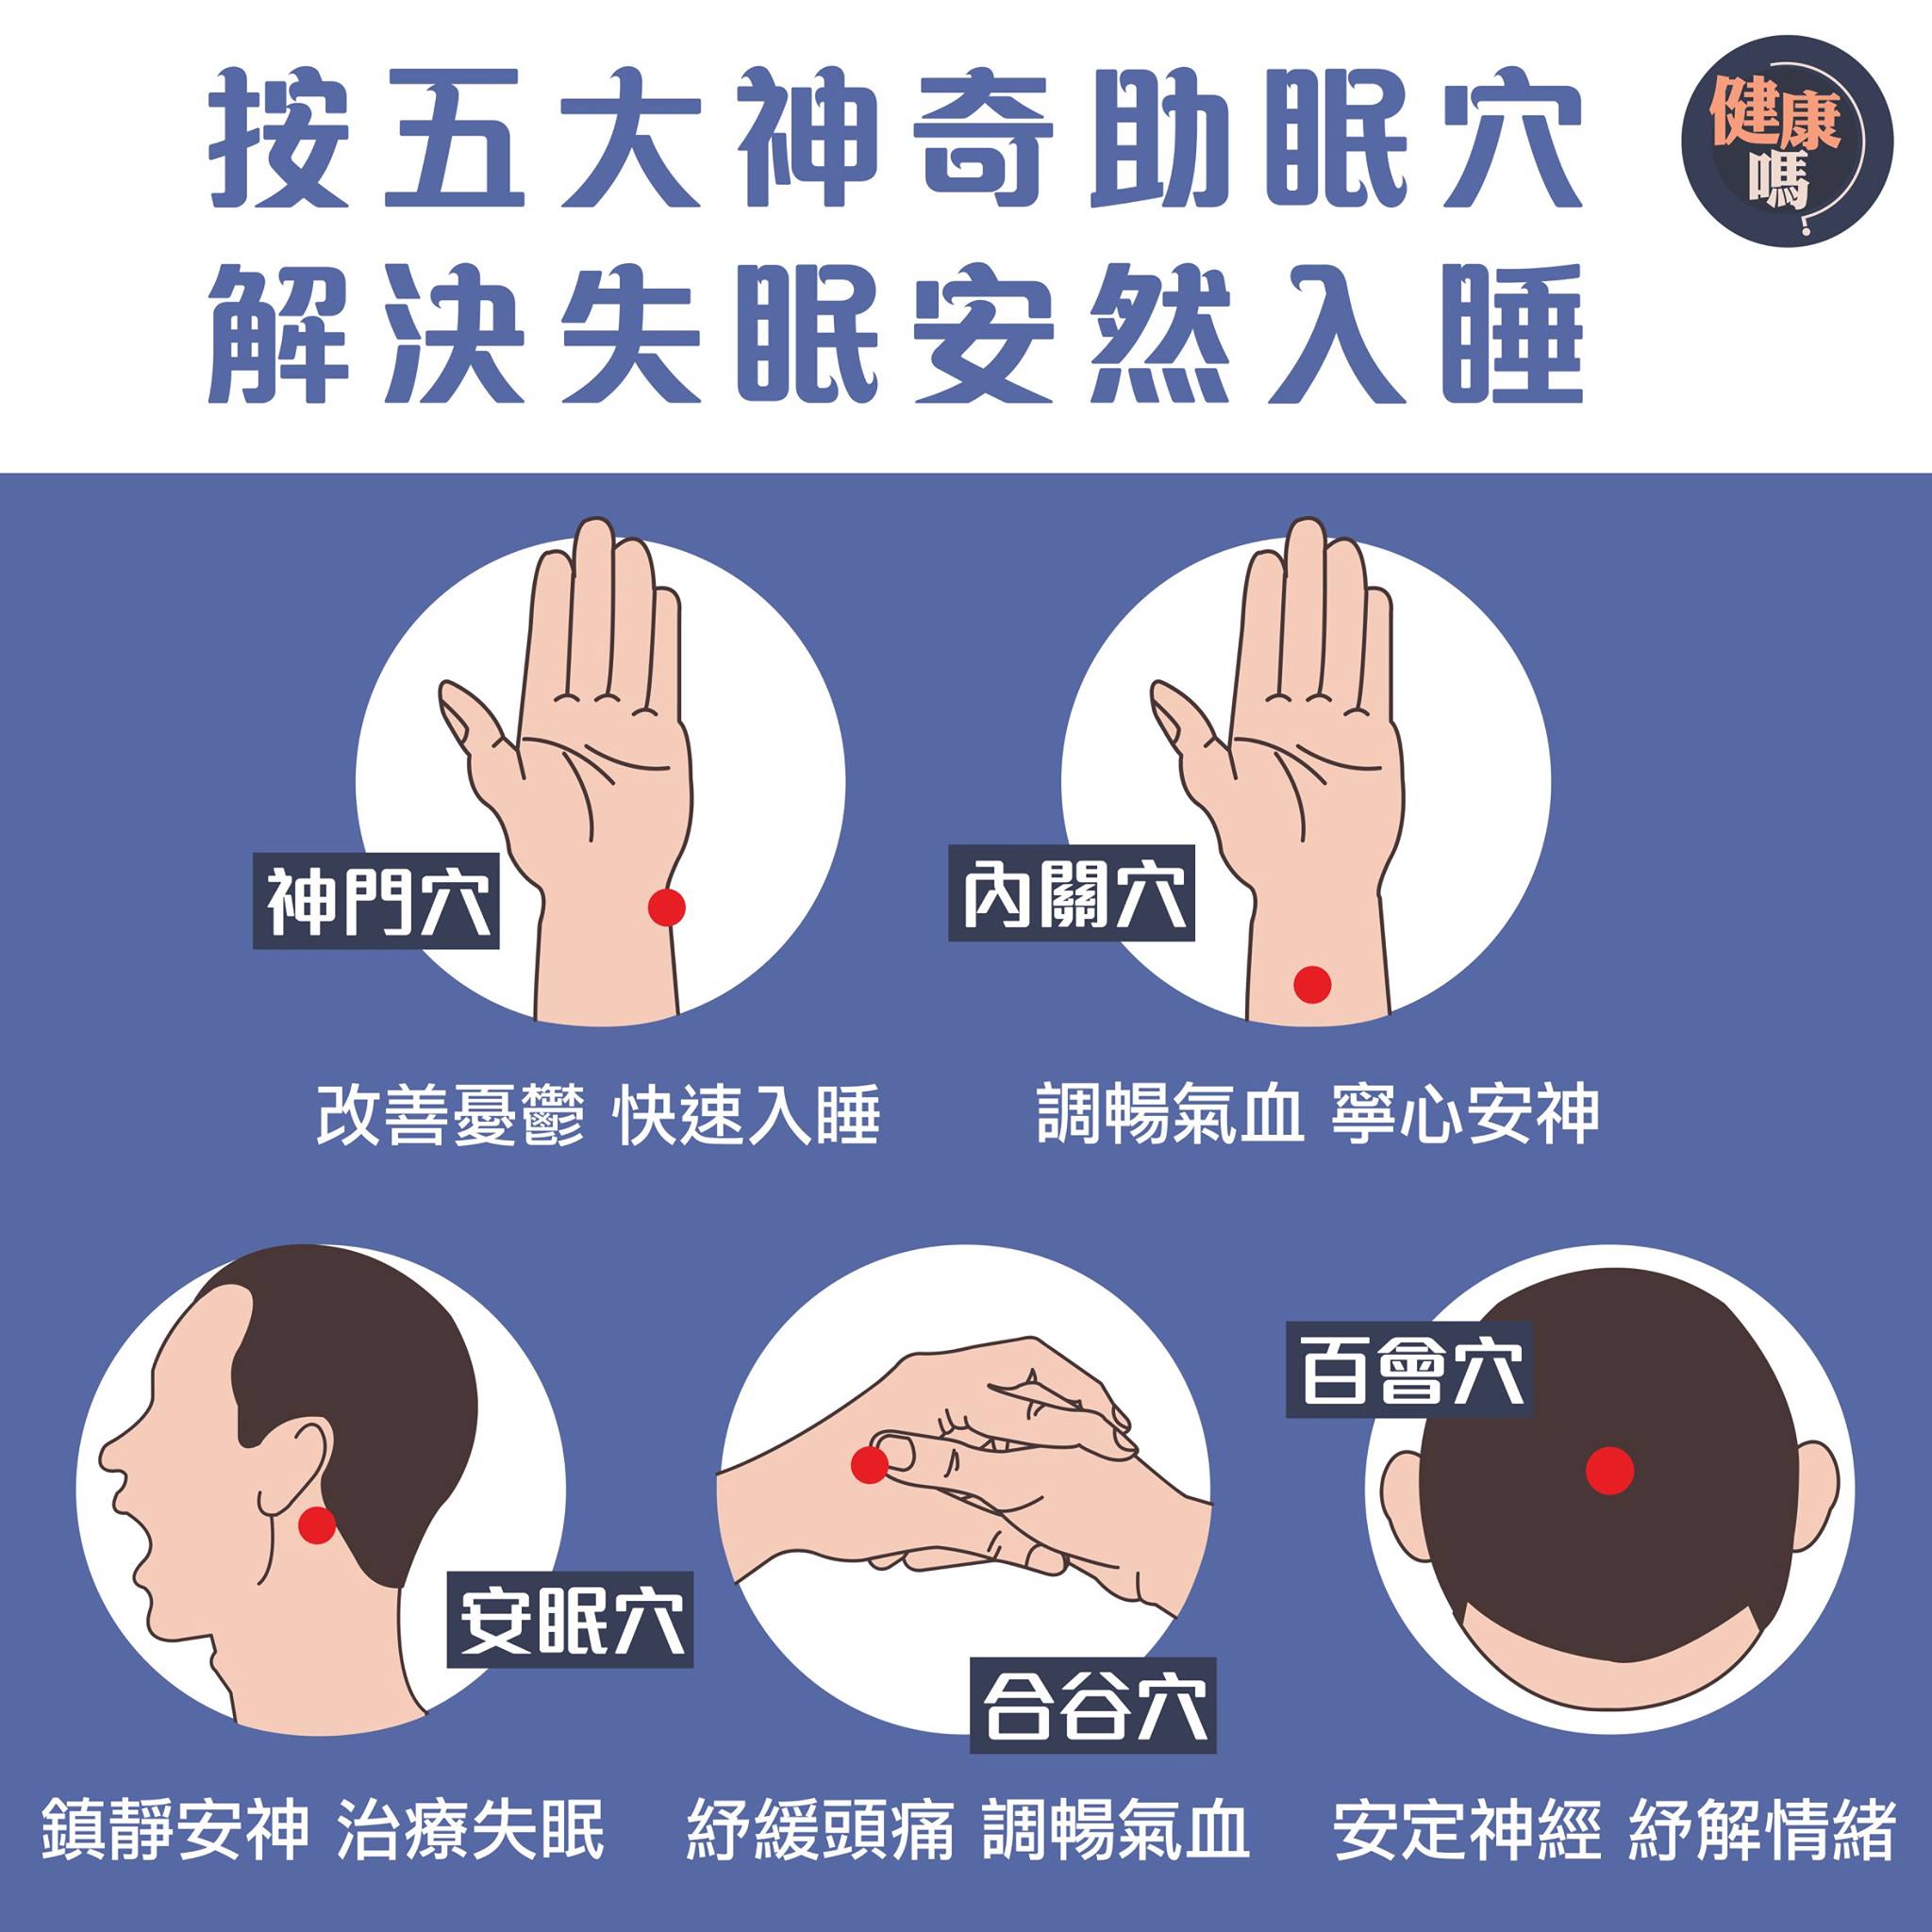 按五大神奇助眠穴
解決失眠安然入睡
健康
嗎
?
神門穴
內關穴
改善憂鬱 快速入睡
調暢氣血 寧心安神
百會穴
安眠穴
合谷穴
鎮靜安神 治療失眠
紓緩頭痛 調暢氣血
安定神經 紓解情緒